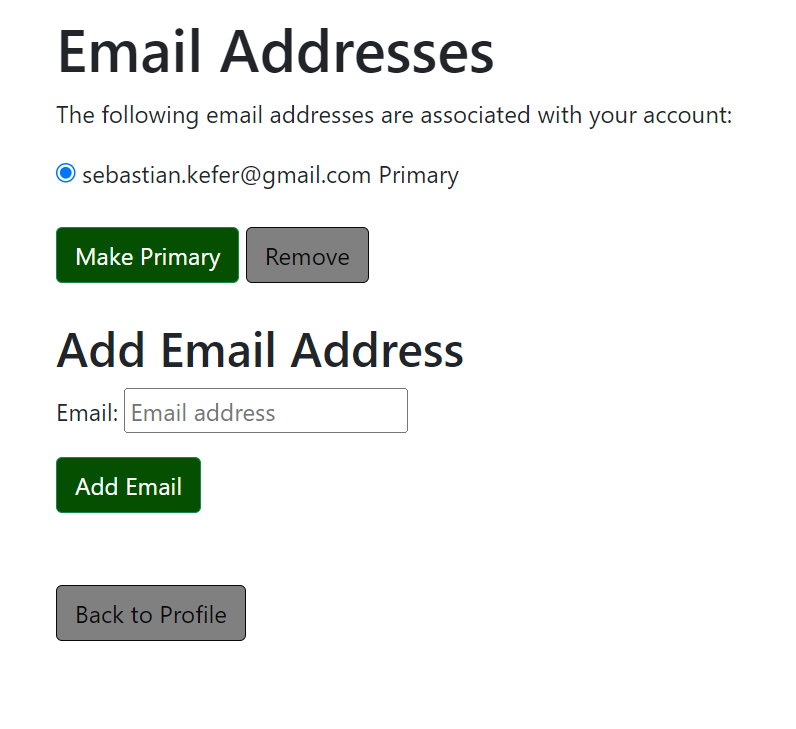 Email Addresses
The following email addresses are associated with your account:
sebastian.kefer@gmail.com Primary
Make Primary Remove
Add Email Address
Email: Email address
Add Email
Back to Profile